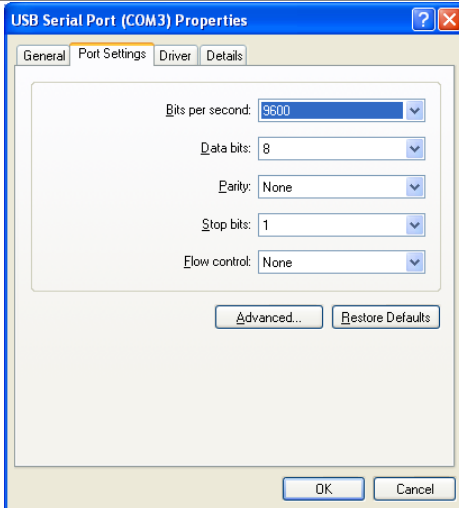 USB Serial Port (COM3) Properties
General Port Settings Driver Details
Bits per second: 9600
Data bits: 8
Parity: None
Stop bits: 1
Flow control: None
Advanced... Restore Defaults
OK Cancel